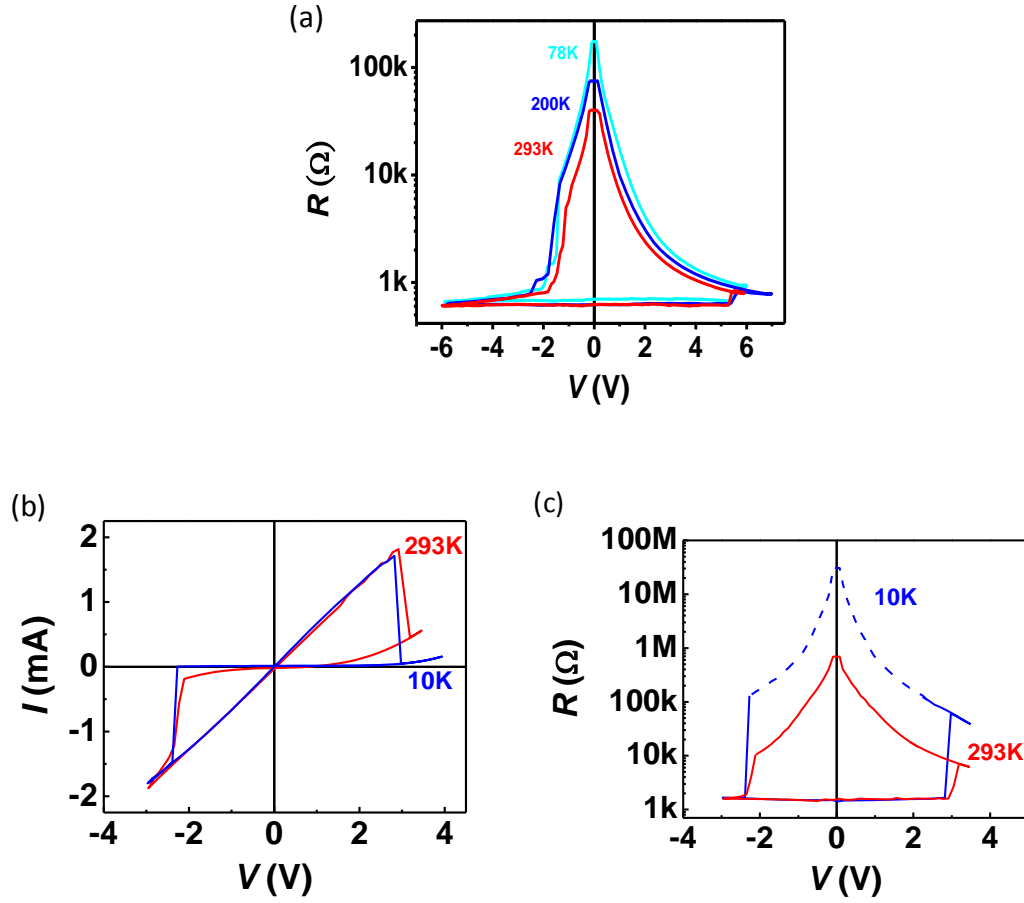 (a)
R (Ω)
100k
10k
1k
78K
200K
293K
-6 -4 -2 0 2 4 6
V (V)
(b)
I (mA)
2
1
0
-1
-2
293K
10K
-4 -2 0 2 4
V (V)
(c)
R (Ω)
100M
10M
1M
100k
10k
1k
10K
293K
-4 -2 0 2 4
V (V)